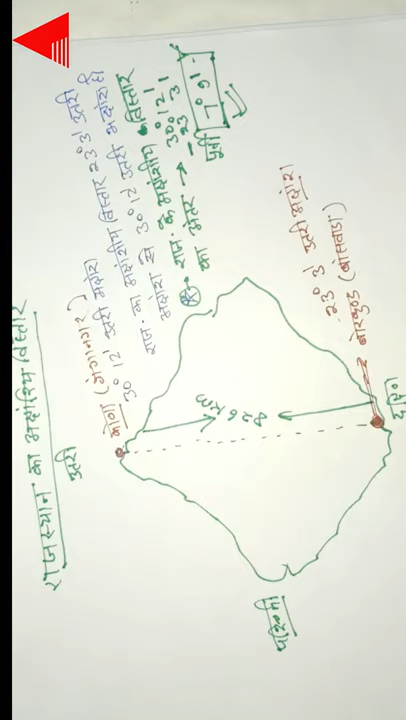 राजस्थान का अक्षांशीय विस्तार
उत्तरी
कोणा (गंगानगर)
30°12' उत्तरी अक्षांश
राज. का अक्षांशीय विस्तार 23°3' उत्तरी
अक्षांश से 30°12' उत्तरी अक्षांश है।
राज. के अक्षांशीय विस्तार
का अंतर → 30°12'
- 23°3'
7°9'
पूर्वी
826 KM
23°3' उत्तरी अक्षांश
बोरकुंड (बांसवाड़ा)
दक्षिण
पश्चिमी